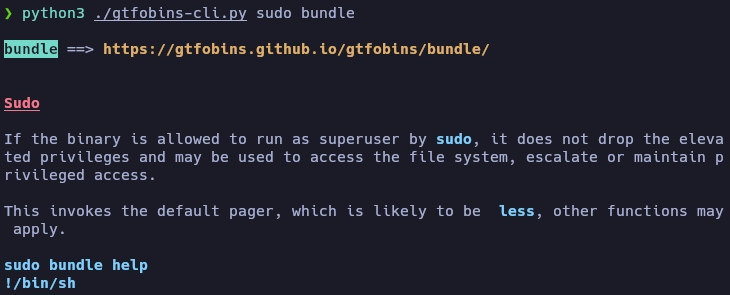 ❯ python3 ./gtfobins-cli.py sudo bundle
bundle ==> https://gtfobins.github.io/gtfobins/bundle/
Sudo
If the binary is allowed to run as superuser by sudo, it does not drop the eleva
ted privileges and may be used to access the file system, escalate or maintain p
rivileged access.
This invokes the default pager, which is likely to be  less, other functions may
 apply.
sudo bundle help
!/bin/sh